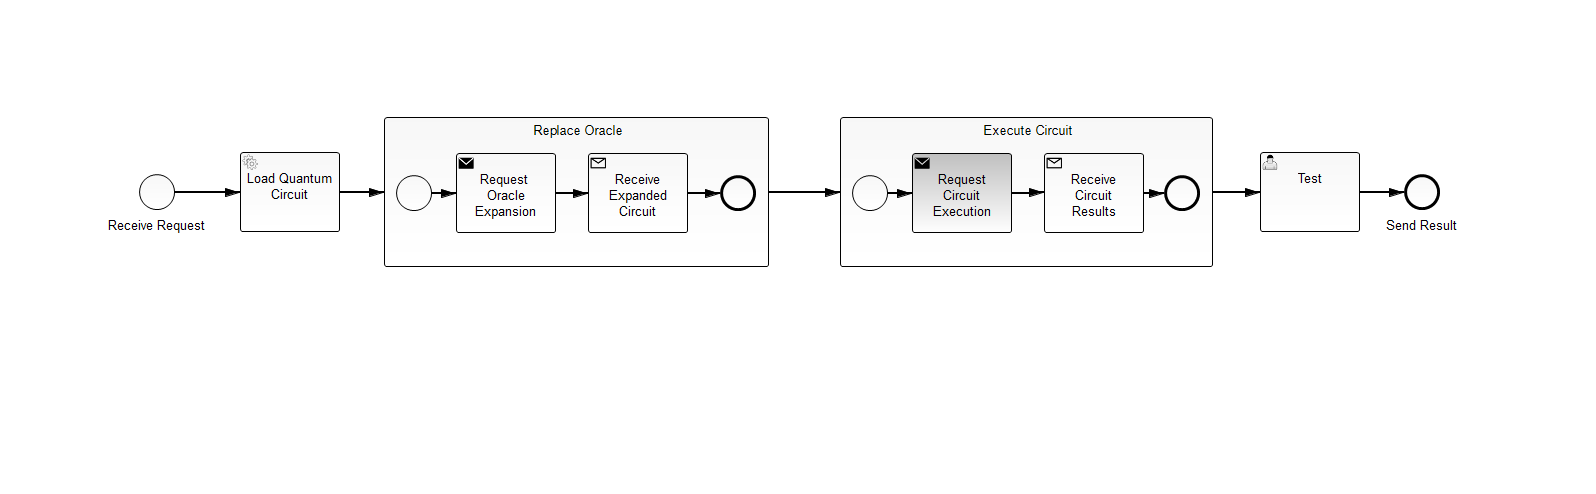 Receive Request
Load Quantum
Circuit
Replace Oracle
Request
Oracle
Expansion
Receive
Expanded
Circuit
Execute Circuit
Request
Circuit
Execution
Receive
Circuit
Results
Test
Send Result